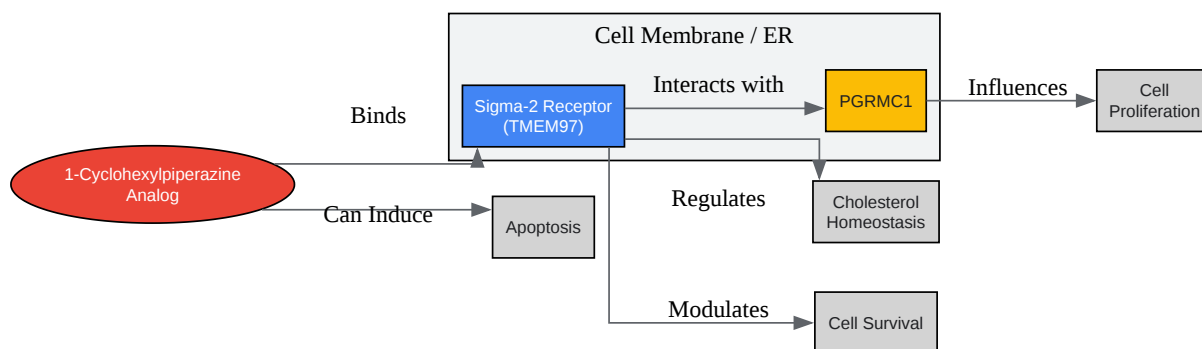 Cell Membrane / ER
Binds
Sigma-2 Receptor
(TMEM97)
Interacts with
PGRMC1
Influences
Cell
Proliferation
1-Cyclohexylpiperazine
Analog
Can Induce
Apoptosis
Regulates
Cholesterol
Homeostasis
Modulates
Cell Survival